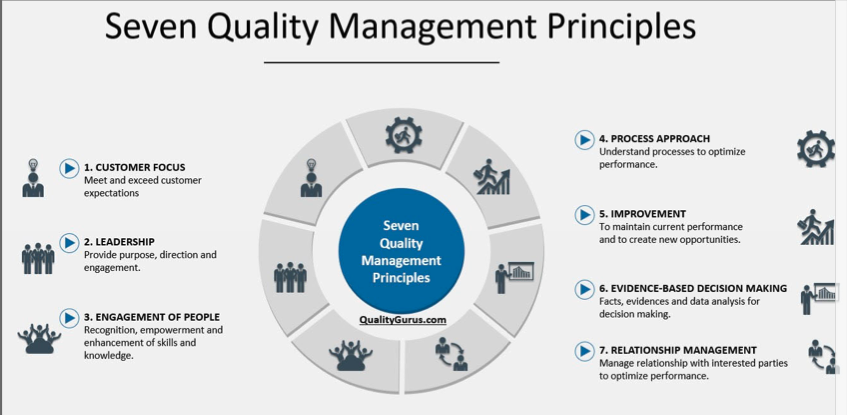 Seven Quality Management Principles
1. CUSTOMER FOCUS
Meet and exceed customer
expectations
2. LEADERSHIP
Provide purpose, direction and
engagement.
3. ENGAGEMENT OF PEOPLE
Recognition, empowerment and
enhancement of skills and
knowledge.
Seven
Quality
Management
Principles
QualityGurus.com
4. PROCESS APPROACH
Understand processes to optimize
performance.
5. IMPROVEMENT
To maintain current performance
and to create new opportunities.
6. EVIDENCE-BASED DECISION MAKING
Facts, evidences and data analysis for
decision making.
7. RELATIONSHIP MANAGEMENT
Manage relationship with interested parties
to optimize performance.